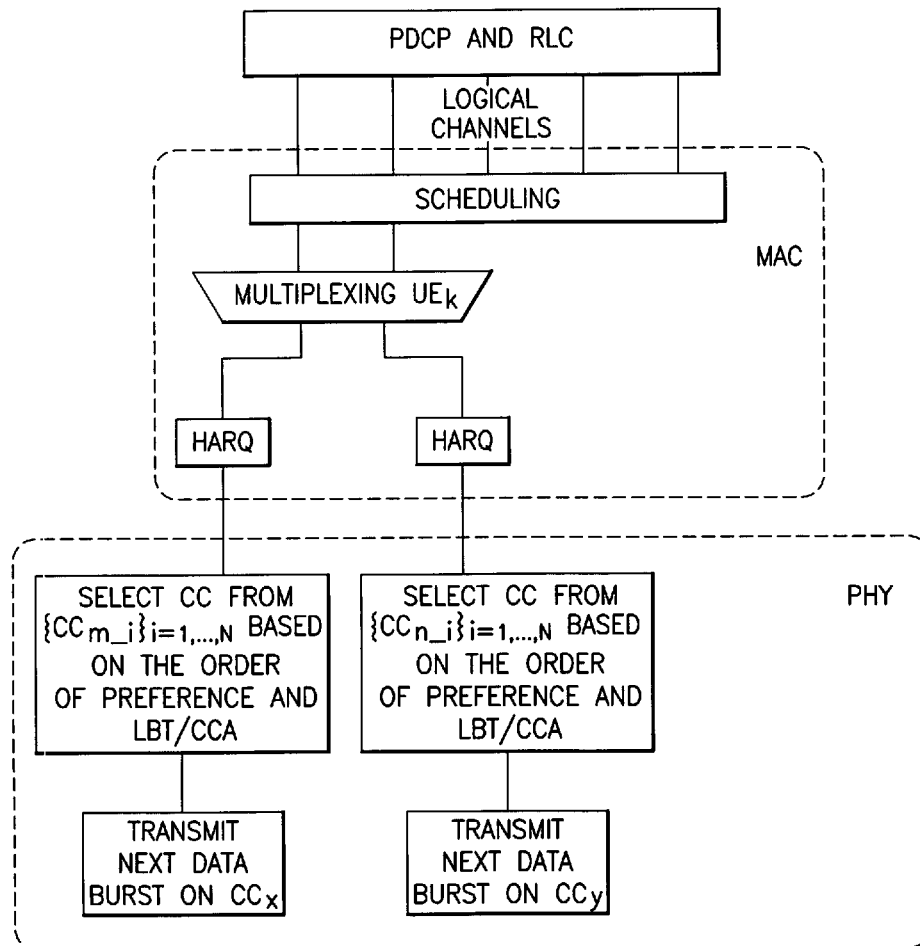 PDCP AND RLC
LOGICAL
CHANNELS
SCHEDULING
MAC
MULTIPLEXING UEk
HARQ
HARQ
PHY
SELECT CC FROM
{CCm_i}i=1,...,N BASED
ON THE ORDER
OF PREFERENCE AND
LBT/CCA
SELECT CC FROM
{CCn_i}i=1,...,N BASED
ON THE ORDER
OF PREFERENCE AND
LBT/CCA
TRANSMIT
NEXT DATA
BURST ON CCx
TRANSMIT
NEXT DATA
BURST ON CCy